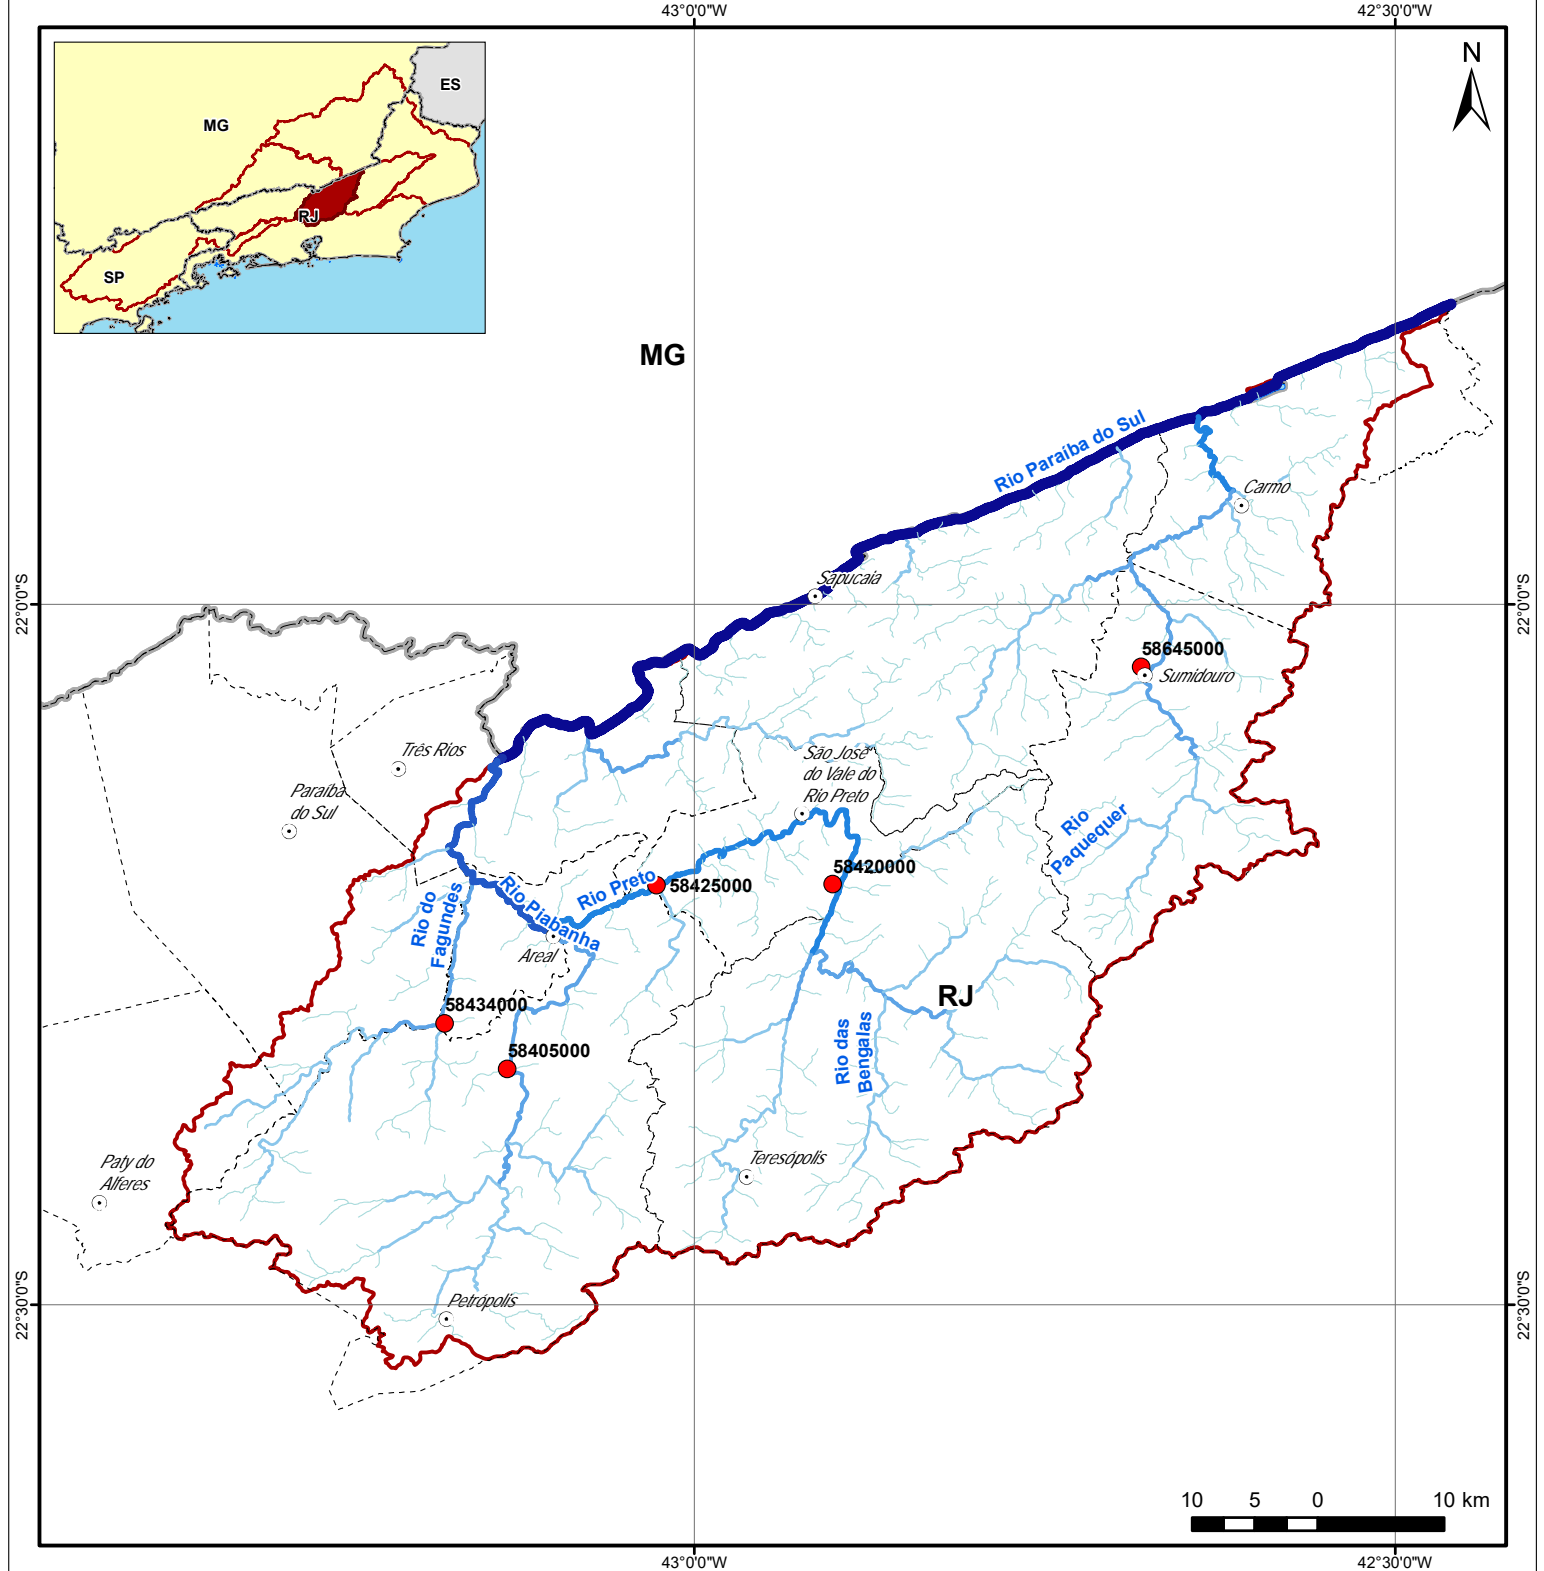 43°0'0"W
42°30'0"W
N
ES
MG
RJ
SP
MG
Rio Paraíba do Sul
Carmo
Sapucaia
22°0'0"S
22°0'0"S
58645000
Sumidouro
Três Rios
São José
do Vale do
Rio Preto
Paraíba
do Sul
Rio
Paquequer
58420000
58425000
Rio Preto
Rio Piabanha
Rio do
Fagundes
Areal
RJ
58434000
58405000
Rio das
Bengalas
Paty do
Alferes
Teresópolis
Petrópolis
22°30'0"S
22°30'0"S
10 5 0 10 km
43°0'0"W
42°30'0"W